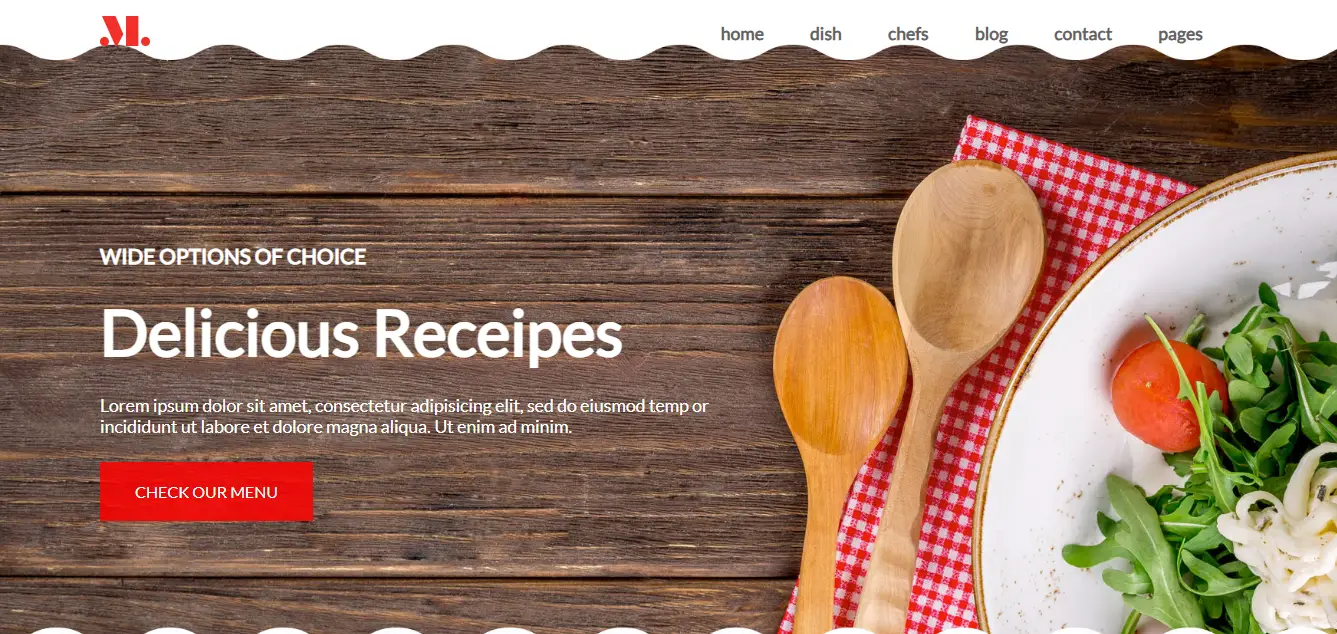 M.
home dish chefs blog contact pages
WIDE OPTIONS OF CHOICE
Delicious Receipes
Lorem ipsum dolor sit amet, consectetur adipisicing elit, sed do eiusmod temp or
incididunt ut labore et dolore magna aliqua. Ut enim ad minim.
CHECK OUR MENU